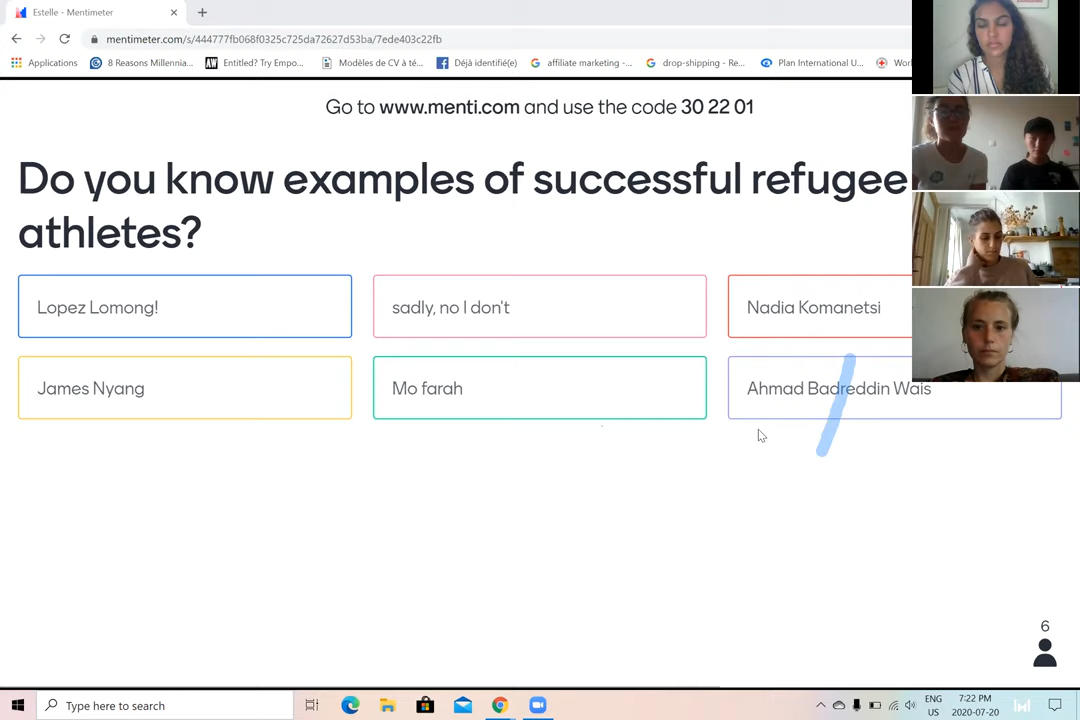 Estelle - Mentimeter
mentimeter.com/s/444777fb068f0325c725da72627d53ba/7ede403c22fb
Applications 8 Reasons Millennia... Entitled? Try Empo... Modèles de CV à té... Déjà identifié(e) affiliate marketing -... drop-shipping - Re... Plan International U... Worl
Go to www.menti.com and use the code 30 22 01
Do you know examples of successful refugee
athletes?
Lopez Lomong! sadly, no I don't Nadia Komanetsi
James Nyang Mo farah Ahmad Badreddin Wais
6
Type here to search
ENG
US
7:22 PM
2020-07-20